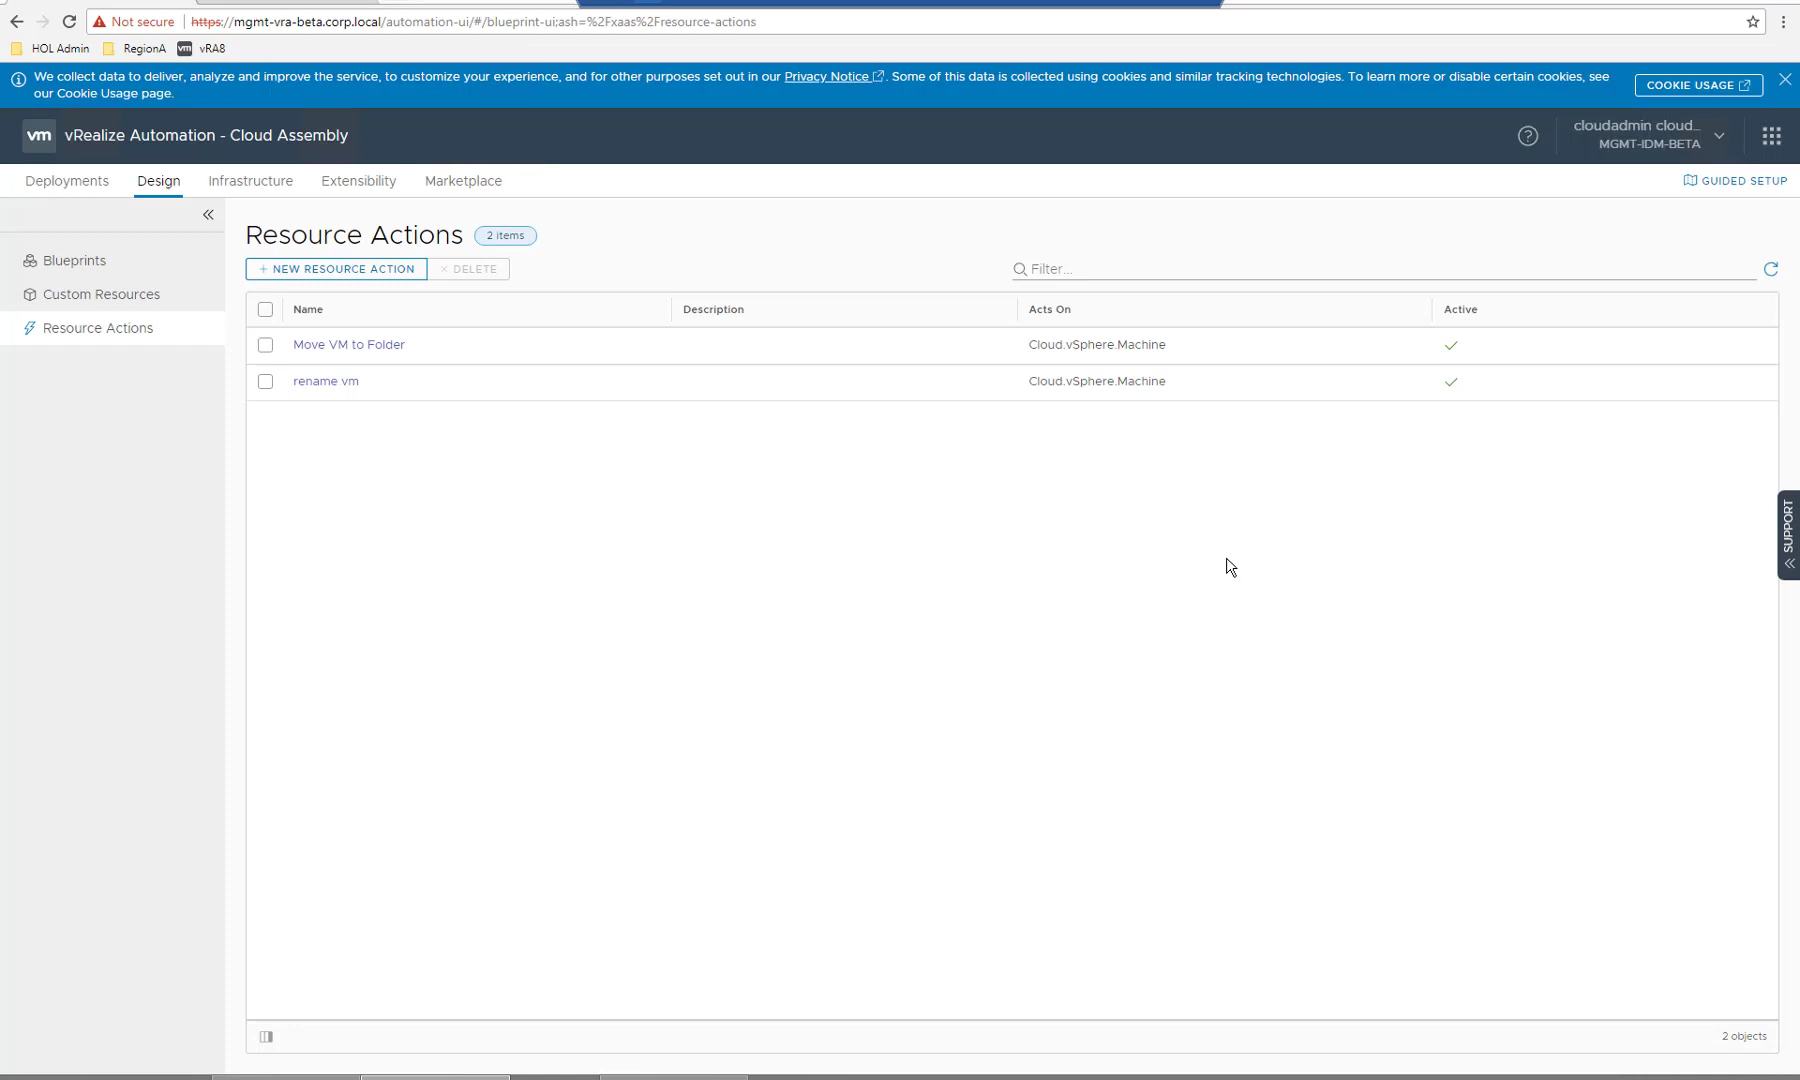 Not secure https://mgmt-vra-beta.corp.local/automation-ui/#/blueprint-ui;ash=%2Fxaas%2Fresource-actions
HOL Admin RegionA vm vRA8
We collect data to deliver, analyze and improve the service, to customize your experience, and for other purposes set out in our Privacy Notice. Some of this data is collected using cookies and similar tracking technologies. To learn more or disable certain cookies, see
our Cookie Usage page.
COOKIE USAGE
vm vRealize Automation - Cloud Assembly
cloudadmin cloud...
MGMT-IDM-BETA
Deployments Design Infrastructure Extensibility Marketplace GUIDED SETUP
Blueprints
Custom Resources
Resource Actions
Resource Actions 2 items
+ NEW RESOURCE ACTION × DELETE Filter...
Name Description Acts On Active
Move VM to Folder Cloud.vSphere.Machine
rename vm Cloud.vSphere.Machine
SUPPORT
2 objects